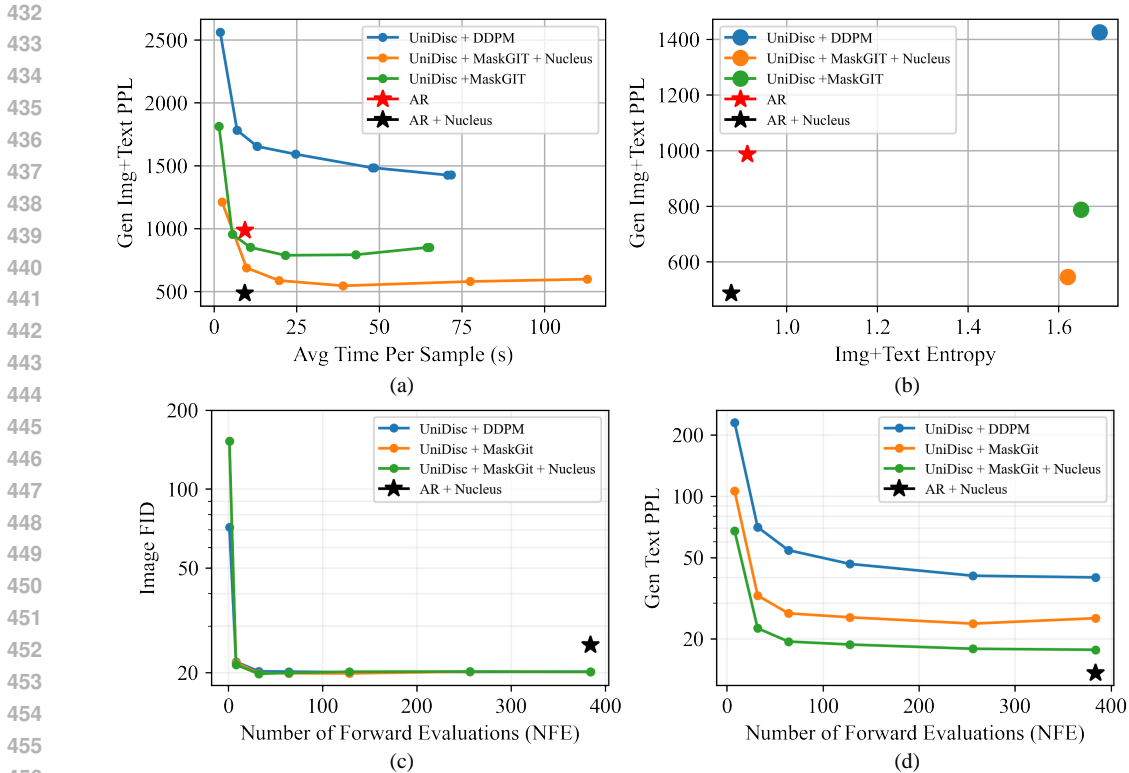 432
433
434
435
436
437
438
439
440
441
442
443
444
445
446
447
448
449
450
451
452
453
454
455
Gen Img+Text PPL
2500
2000
1500
1000
500
UniDisc + DDPM
UniDisc + MaskGIT + Nucleus
UniDisc +MaskGIT
AR
AR + Nucleus
0 25 50 75 100
Avg Time Per Sample (s)
(a)
Gen Img+Text PPL
1400
1200
1000
800
600
UniDisc + DDPM
UniDisc + MaskGIT + Nucleus
UniDisc +MaskGIT
AR
AR + Nucleus
1.0 1.2 1.4 1.6
Img+Text Entropy
(b)
Image FID
200
100
50
20
UniDisc + DDPM
UniDisc + MaskGit
UniDisc + MaskGit + Nucleus
AR + Nucleus
0 100 200 300 400
Number of Forward Evaluations (NFE)
(c)
Gen Text PPL
200
100
50
20
UniDisc + DDPM
UniDisc + MaskGit
UniDisc + MaskGit + Nucleus
AR + Nucleus
0 100 200 300 400
Number of Forward Evaluations (NFE)
(d)